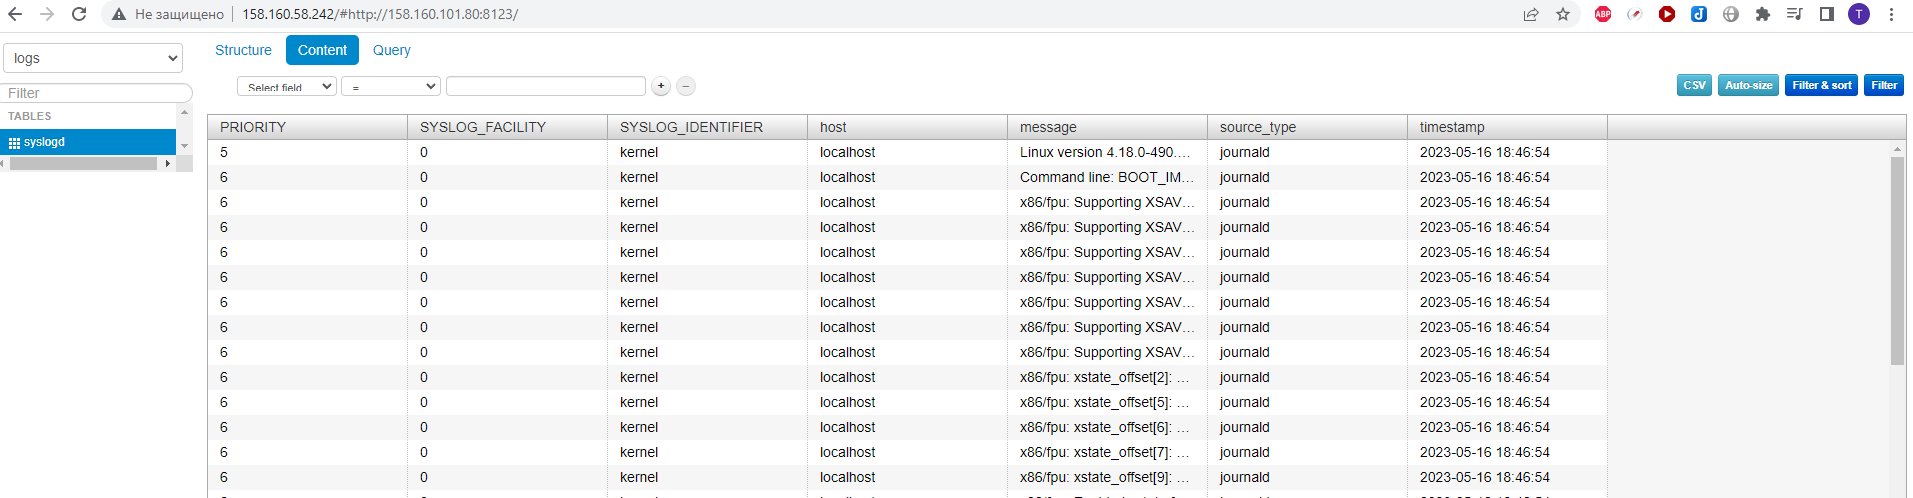 Не защищено 158.160.58.242/#http://158.160.101.80:8123/
ABP T
logs
Structure Content Query
Filter
Select field = + − CSV Auto-size Filter & sort Filter
TABLES
syslogd
PRIORITY SYSLOG_FACILITY SYSLOG_IDENTIFIER host message source_type timestamp
5 0 kernel localhost Linux version 4.18.0-490.… journald 2023-05-16 18:46:54
6 0 kernel localhost Command line: BOOT_IM… journald 2023-05-16 18:46:54
6 0 kernel localhost x86/fpu: Supporting XSAV… journald 2023-05-16 18:46:54
6 0 kernel localhost x86/fpu: Supporting XSAV… journald 2023-05-16 18:46:54
6 0 kernel localhost x86/fpu: Supporting XSAV… journald 2023-05-16 18:46:54
6 0 kernel localhost x86/fpu: Supporting XSAV… journald 2023-05-16 18:46:54
6 0 kernel localhost x86/fpu: Supporting XSAV… journald 2023-05-16 18:46:54
6 0 kernel localhost x86/fpu: Supporting XSAV… journald 2023-05-16 18:46:54
6 0 kernel localhost x86/fpu: Supporting XSAV… journald 2023-05-16 18:46:54
6 0 kernel localhost x86/fpu: xstate_offset[2]: … journald 2023-05-16 18:46:54
6 0 kernel localhost x86/fpu: xstate_offset[5]: … journald 2023-05-16 18:46:54
6 0 kernel localhost x86/fpu: xstate_offset[6]: … journald 2023-05-16 18:46:54
6 0 kernel localhost x86/fpu: xstate_offset[7]: … journald 2023-05-16 18:46:54
6 0 kernel localhost x86/fpu: xstate_offset[9]: … journald 2023-05-16 18:46:54